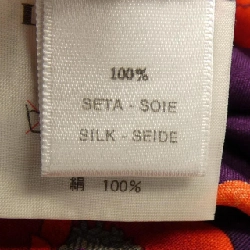 100%
SETA - SOIE
SILK - SEIDE
絹 100%